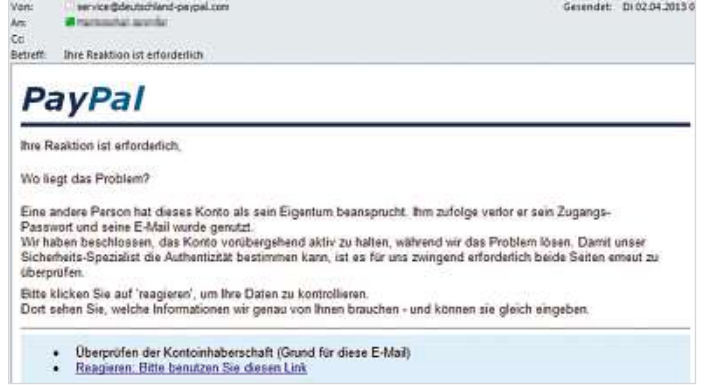 Von: service@deutschland-paypal.com Gesendet: Di 02.04.2013 0
An:
Cc:
Betreff: Ihre Reaktion ist erforderlich
PayPal
Ihre Reaktion ist erforderlich,
Wo liegt das Problem?
Eine andere Person hat dieses Konto als sein Eigentum beansprucht. Ihm zufolge verlor er sein Zugangs-
Passwort und seine E-Mail wurde genutzt.
Wir haben beschlossen, das Konto vorübergehend aktiv zu halten, während wir das Problem lösen. Damit unser
Sicherheits-Spezialist die Authentizität bestimmen kann, ist es für uns zwingend erforderlich beide Seiten erneut zu
überprüfen.
Bitte klicken Sie auf 'reagieren', um Ihre Daten zu kontrollieren.
Dort sehen Sie, welche Informationen wir genau von Ihnen brauchen - und können sie gleich eingeben.
• Überprüfen der Kontoinhaberschaft (Grund für diese E-Mail)
• Reagieren: Bitte benutzen Sie diesen Link